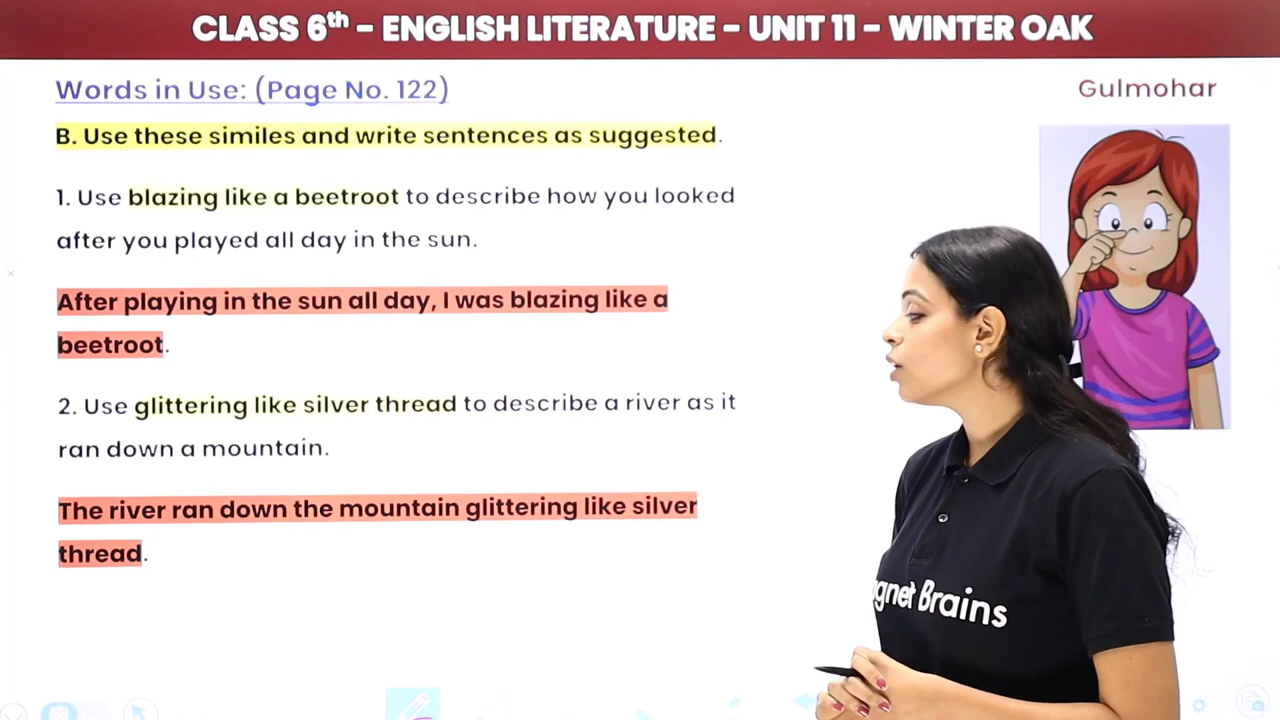 CLASS 6th - ENGLISH LITERATURE - UNIT 11 - WINTER OAK
Words in Use: (Page No. 122)
Gulmohar
B. Use these similes and write sentences as suggested.
1. Use blazing like a beetroot to describe how you looked
after you played all day in the sun.
After playing in the sun all day, I was blazing like a
beetroot.
2. Use glittering like silver thread to describe a river as it
ran down a mountain.
The river ran down the mountain glittering like silver
thread.
Brains